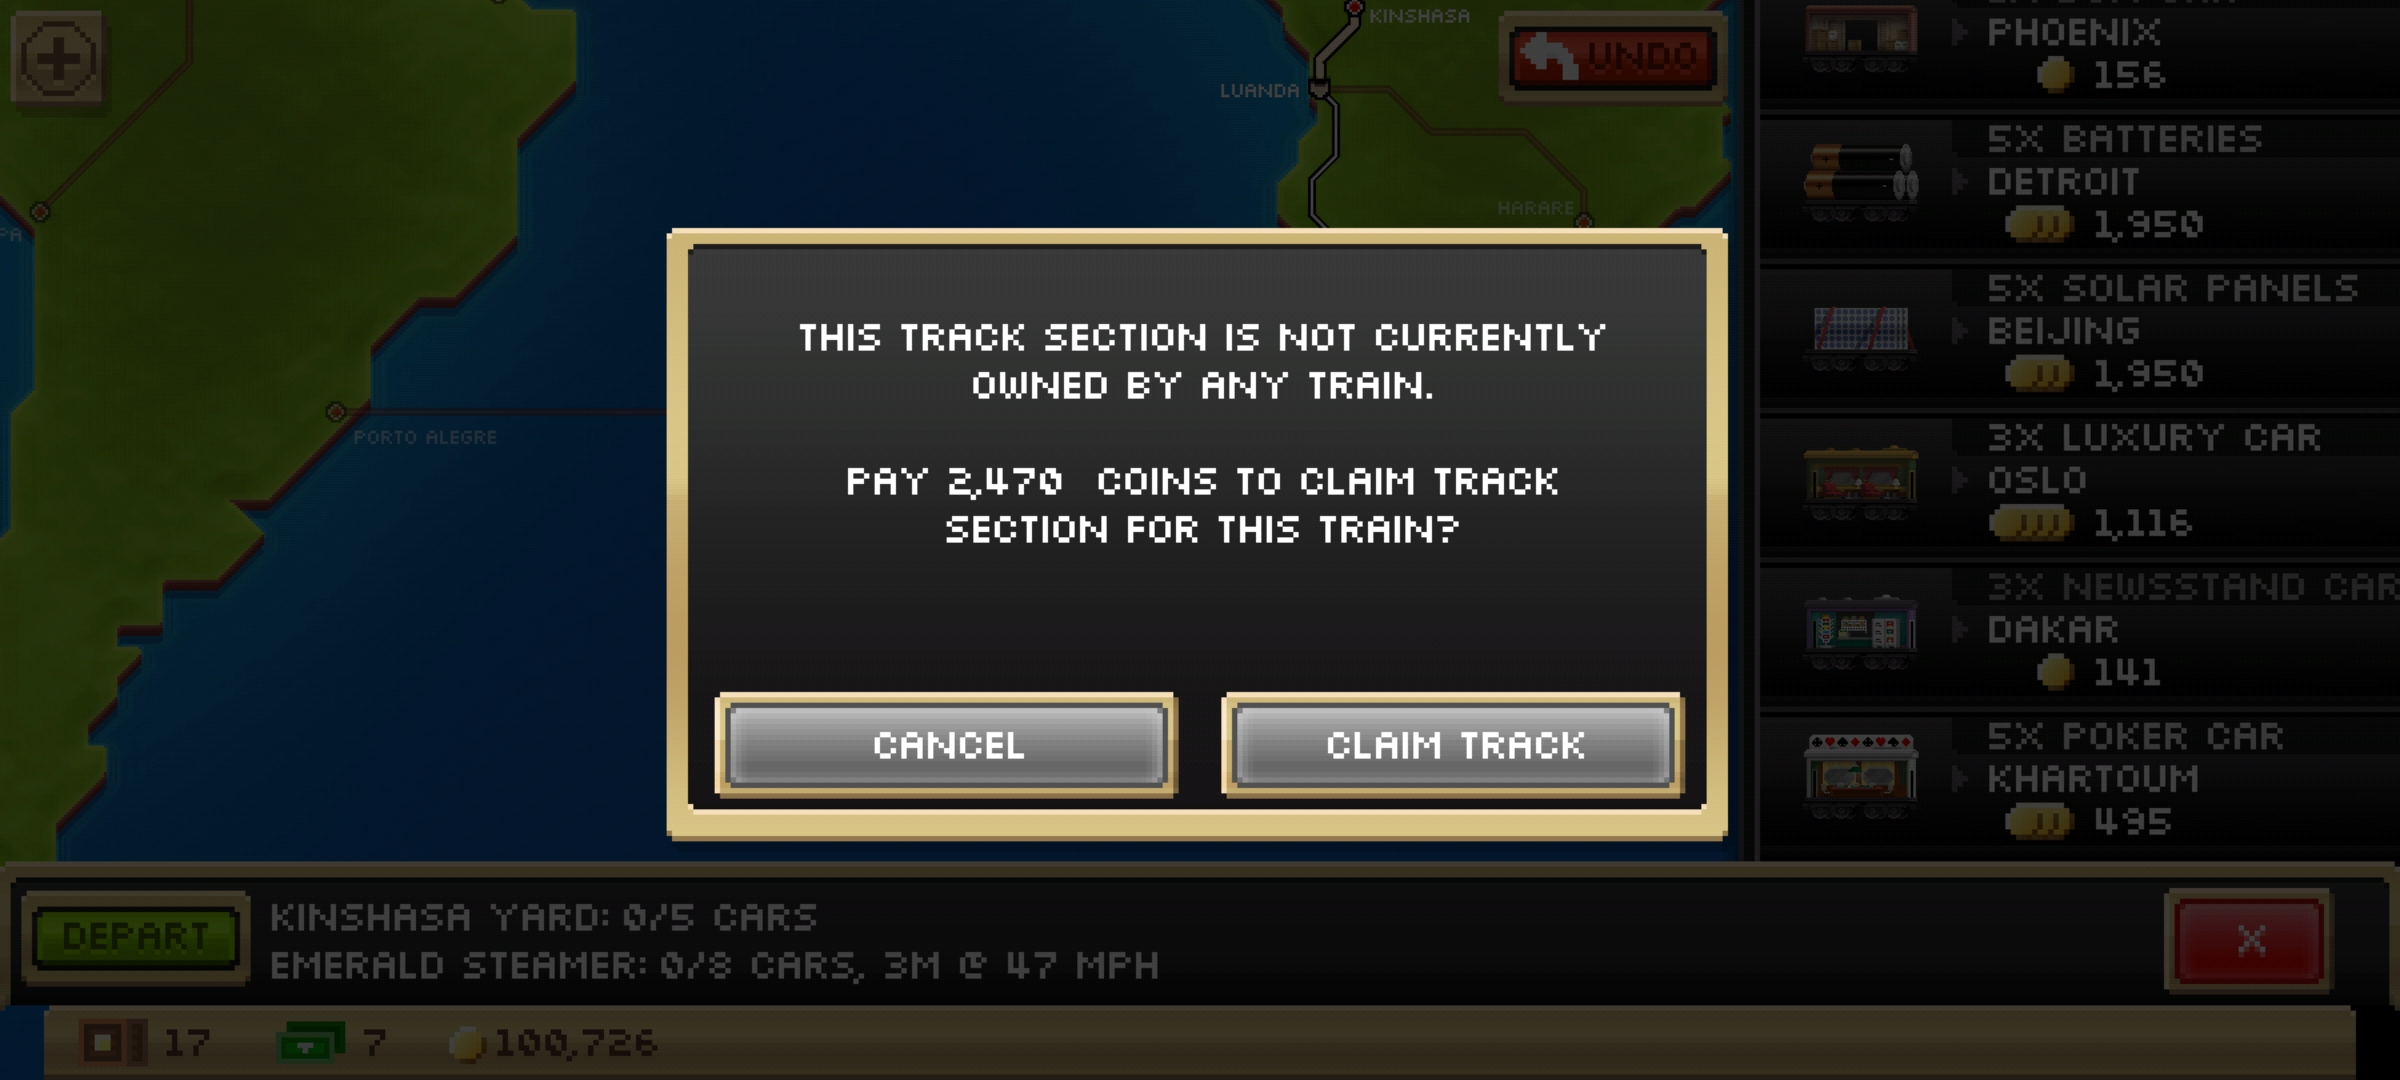 KINSHASA
LUANDA
HARARE
PORTO ALEGRE
PA
UNDO
PHOENIX
156
5X BATTERIES
DETROIT
1,950
5X SOLAR PANELS
BEIJING
1,950
3X LUXURY CAR
OSLO
1,116
3X NEWSSTAND CAR
DAKAR
141
5X POKER CAR
KHARTOUM
495
THIS TRACK SECTION IS NOT CURRENTLY
OWNED BY ANY TRAIN.
PAY 2,470 COINS TO CLAIM TRACK
SECTION FOR THIS TRAIN?
CANCEL
CLAIM TRACK
DEPART
KINSHASA YARD: 0/5 CARS
EMERALD STEAMER: 0/8 CARS, 3M @ 47 MPH
X
17
7
100,726